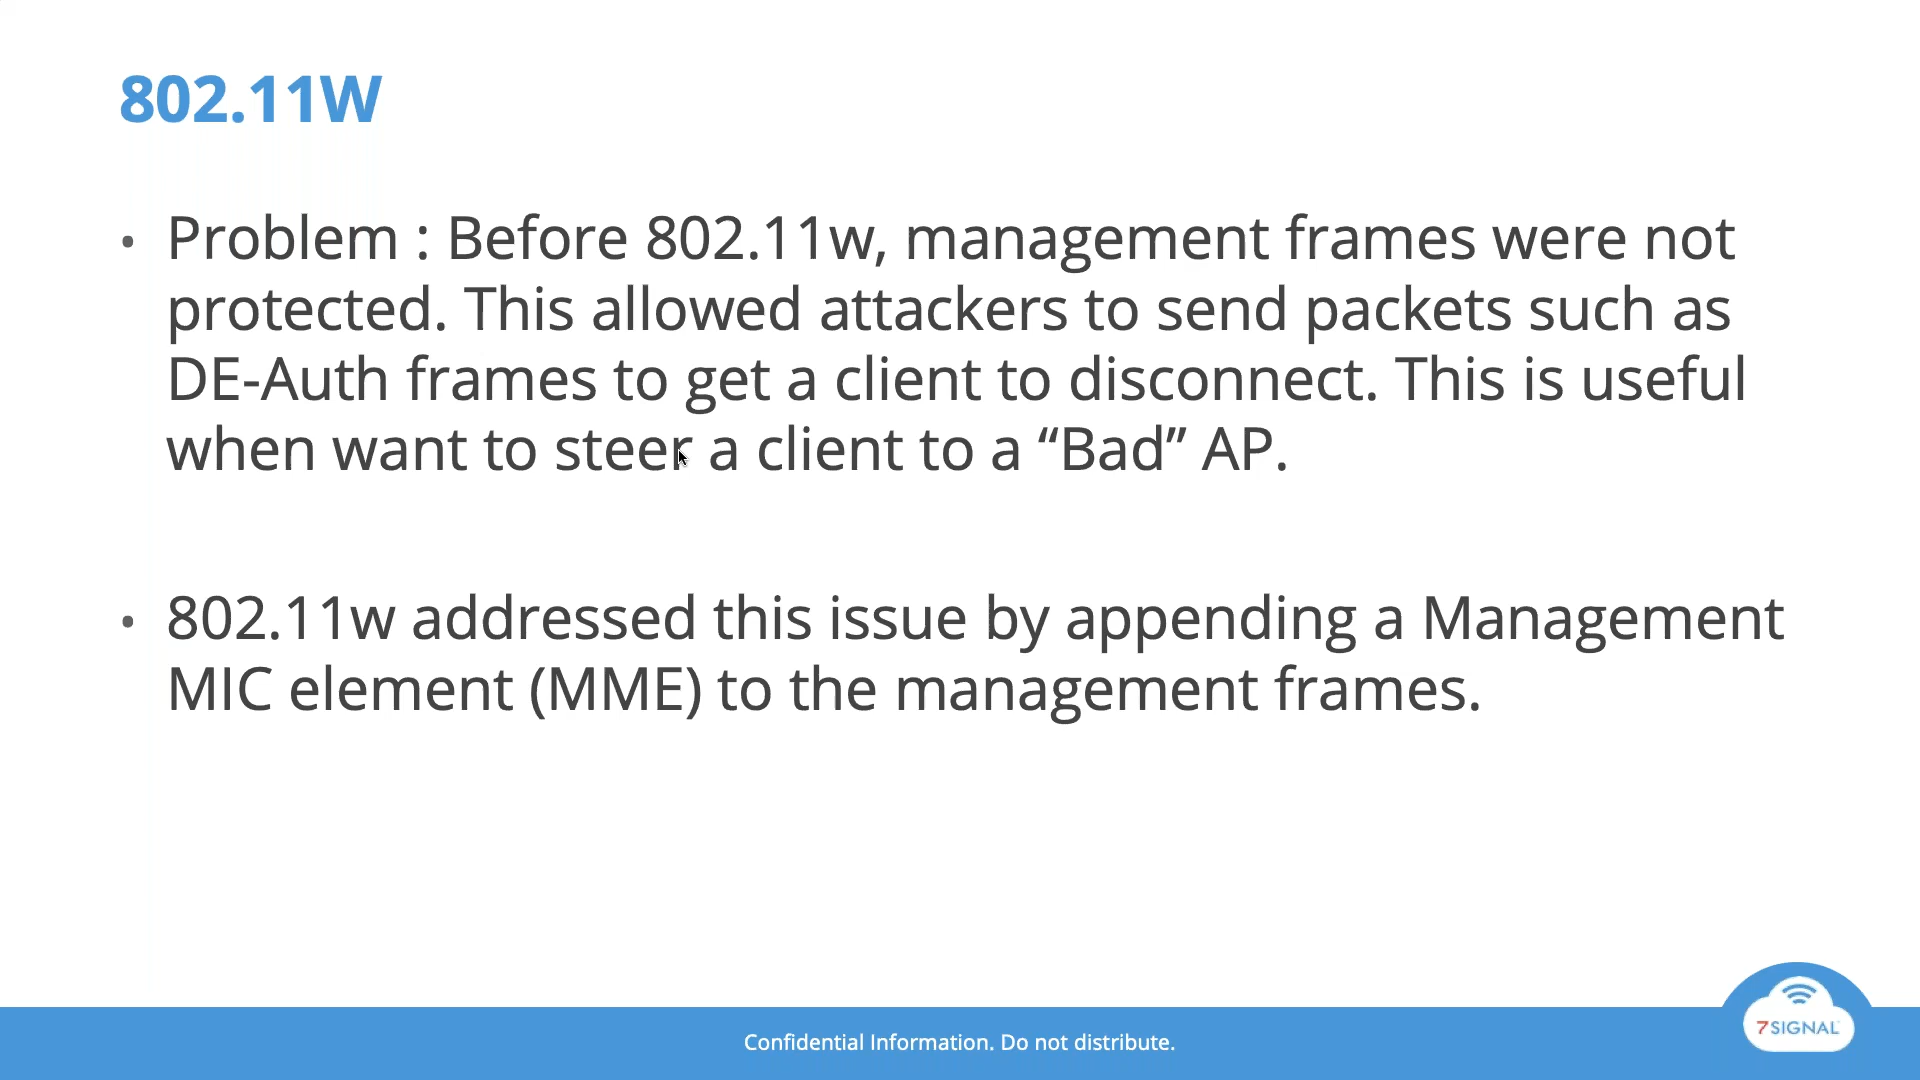 802.11W
• Problem : Before 802.11w, management frames were not
protected. This allowed attackers to send packets such as
DE-Auth frames to get a client to disconnect. This is useful
when want to steer a client to a “Bad” AP.
• 802.11w addressed this issue by appending a Management
MIC element (MME) to the management frames.
Confidential Information. Do not distribute.
7SIGNAL